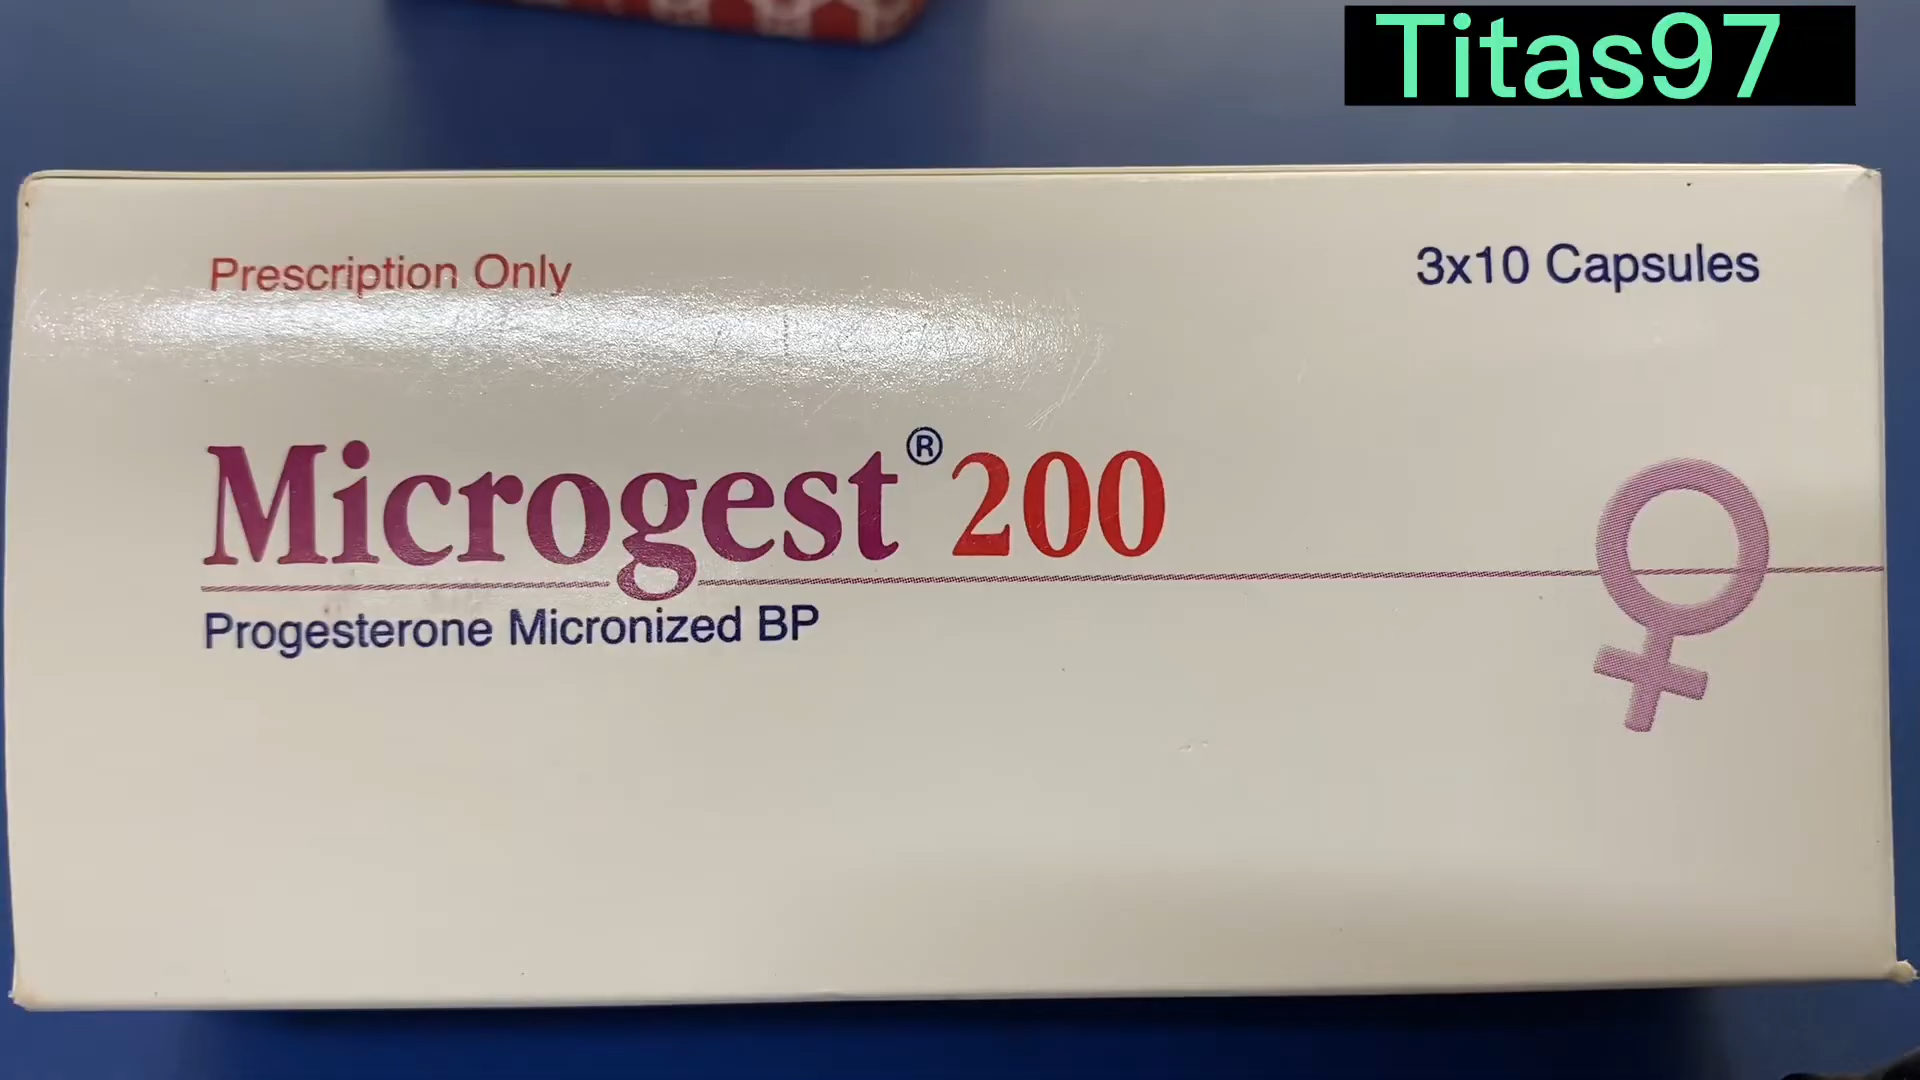 Titas97
Prescription Only
3x10 Capsules
Microgest® 200
Progesterone Micronized BP